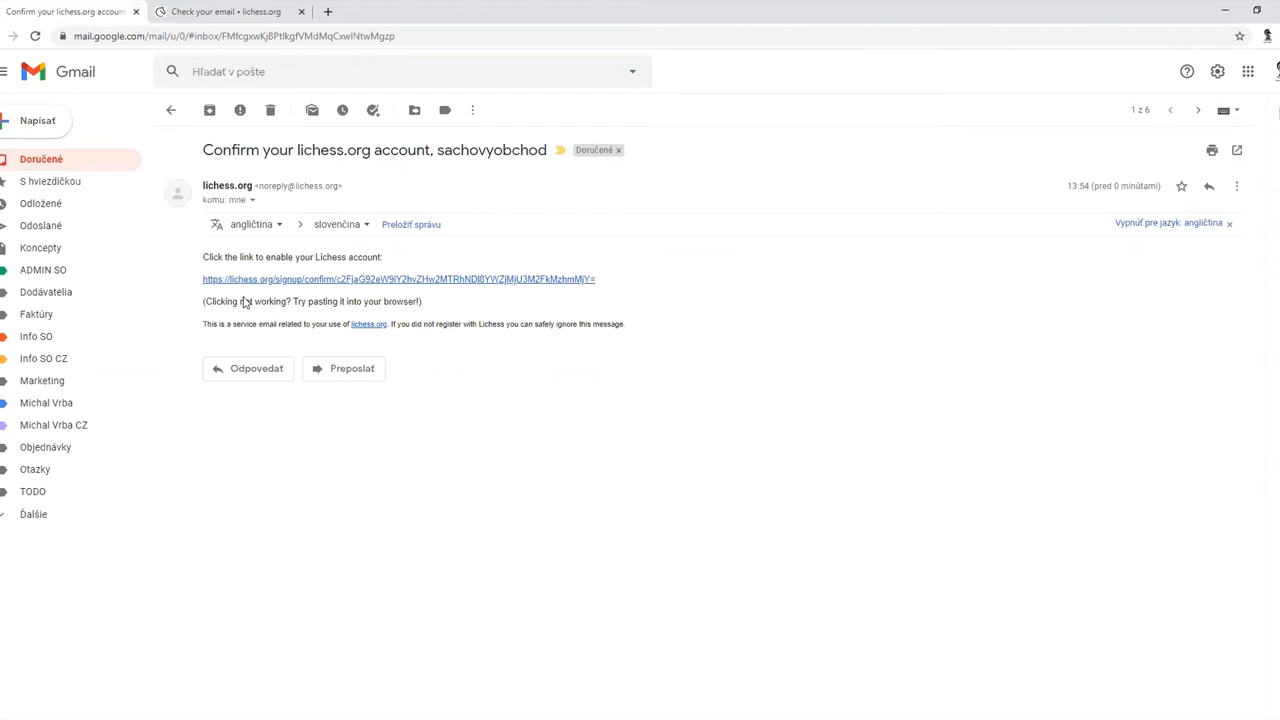 Confirm your lichess.org accoun
Check your email • lichess.org
mail.google.com/mail/u/0/#inbox/FMfcgxwKjBPtlkgfVMdMqCxwlNtwMgzp
Gmail
Hľadať v pošte
Napísať
1 z 6
Confirm your lichess.org account, sachovyobchod
Doručené ×
Doručené
S hviezdičkou
Odložené
Odoslané
Koncepty
ADMIN SO
Dodávatelia
Faktúry
Info SO
Info SO CZ
Marketing
Michal Vrba
Michal Vrba CZ
Objednávky
Otazky
TODO
Ďalšie
lichess.org <noreply@lichess.org>
13:54 (pred 0 minútami)
komu: mne
angličtina
slovenčina
Preložiť správu
Vypnúť pre jazyk: angličtina ×
Click the link to enable your Lichess account:
https://lichess.org/signup/confirm/
(Clicking working? Try pasting it into your browser!)
This is a service email related to your use of lichess.org. If you did not register with Lichess you can safely ignore this message.
Odpovedať
Preposlať